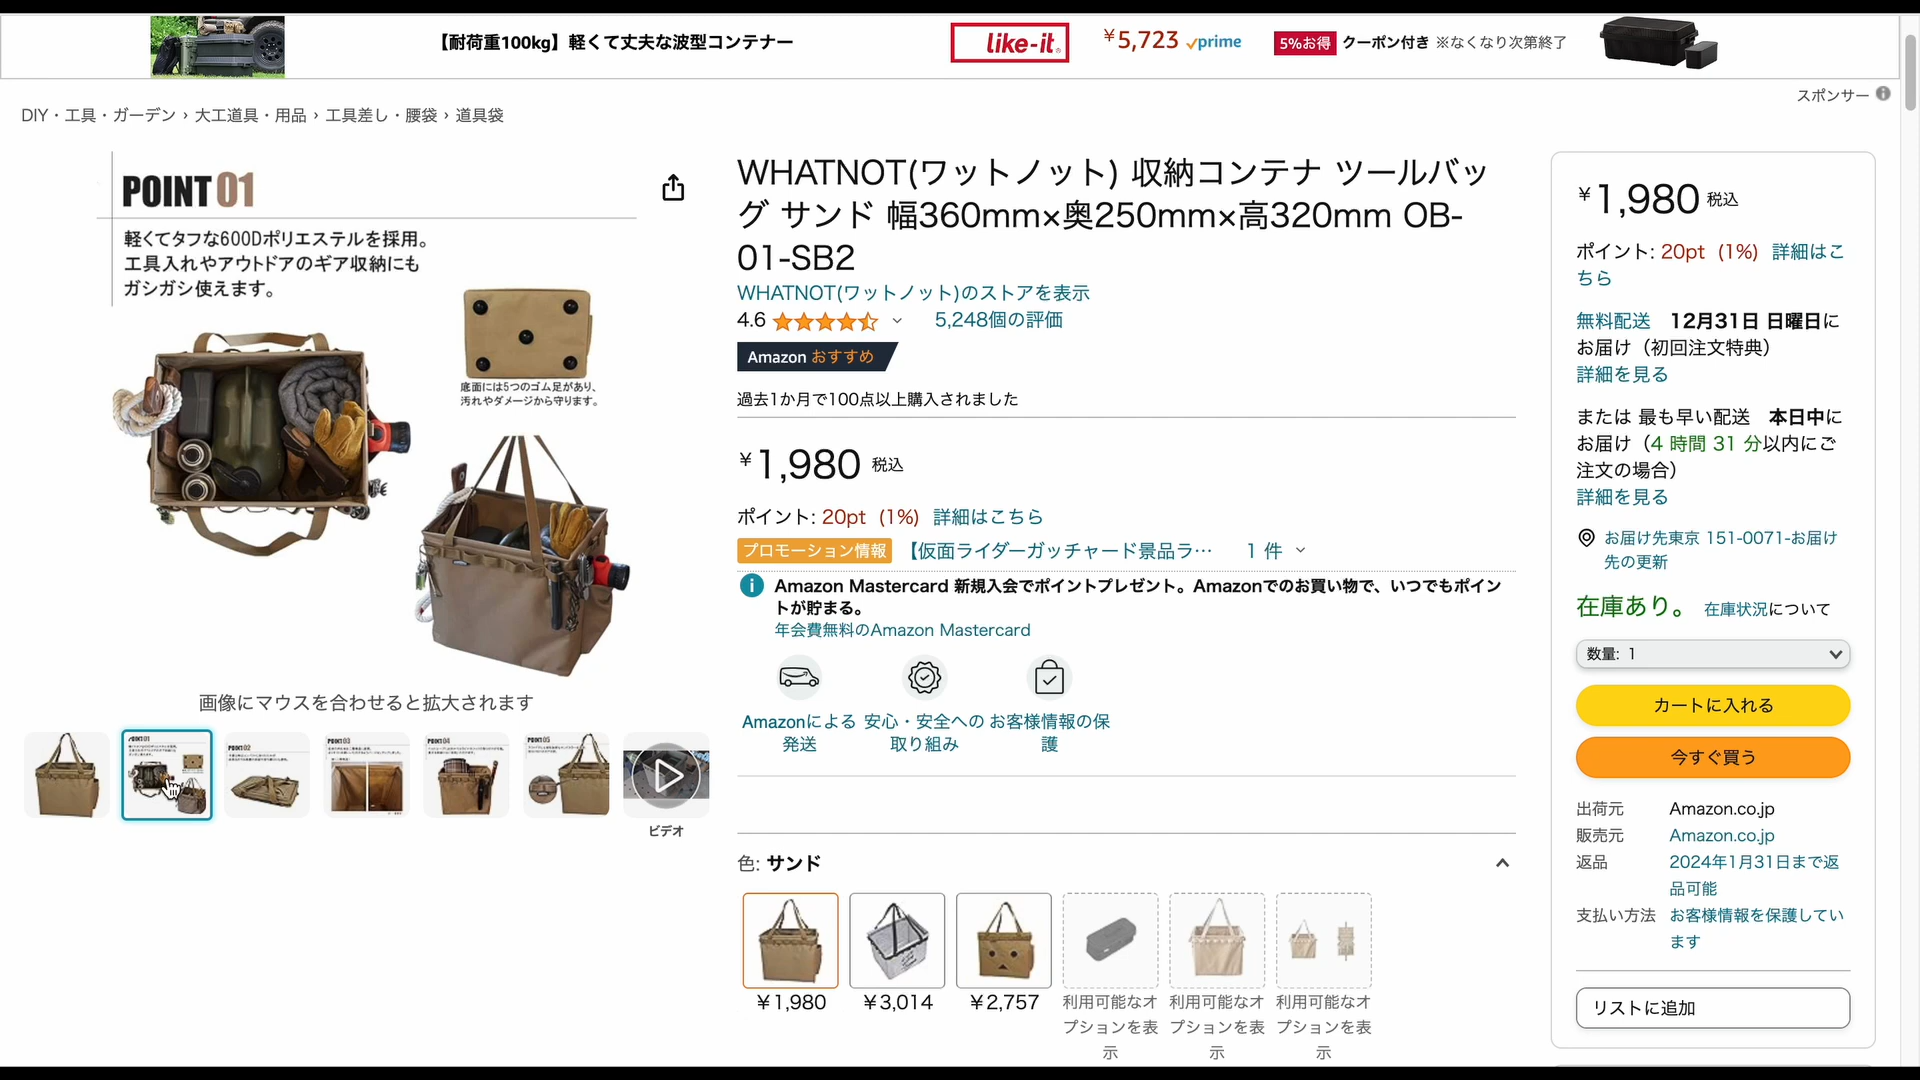 【耐荷重100kg】軽くて丈夫な波型コンテナー
like-it
¥5,723 prime
5%お得 クーポン付き ※なくなり次第終了
スポンサー
DIY・工具・ガーデン › 大工道具・用品 › 工具差し・腰袋 › 道具袋
POINT 01
軽くてタフな600Dポリエステルを採用。
工具入れやアウトドアのギア収納にも
ガシガシ使えます。
底面には5つのゴム足があり、
汚れやダメージから守ります。
画像にマウスを合わせると拡大されます
POINT 01
POINT 02
POINT 03
POINT 04
POINT 05
ビデオ
WHATNOT(ワットノット) 収納コンテナ ツールバッ
グ サンド 幅360mm×奥250mm×高320mm OB-
01-SB2
WHATNOT(ワットノット)のストアを表示
4.6 5,248個の評価
Amazon おすすめ
過去1か月で100点以上購入されました
¥1,980 税込
ポイント: 20pt (1%) 詳細はこちら
プロモーション情報 【仮面ライダーガッチャード景品ラ… 1 件
Amazon Mastercard 新規入会でポイントプレゼント。Amazonでのお買い物で、いつでもポイン
トが貯まる。
年会費無料のAmazon Mastercard
Amazonによる
発送
安心・安全への
取り組み
お客様情報の保
護
色: サンド
¥1,980
¥3,014
¥2,757
利用可能なオ
プションを表
示
利用可能なオ
プションを表
示
利用可能なオ
プションを表
示
¥1,980 税込
ポイント: 20pt (1%) 詳細はこ
ちら
無料配送 12月31日 日曜日に
お届け（初回注文特典）
詳細を見る
または 最も早い配送 本日中に
お届け（4 時間 31 分以内にご
注文の場合）
詳細を見る
お届け先東京 151-0071-お届け
先の更新
在庫あり。 在庫状況について
数量: 1
カートに入れる
今すぐ買う
出荷元 Amazon.co.jp
販売元 Amazon.co.jp
返品 2024年1月31日まで返
品可能
支払い方法 お客様情報を保護してい
ます
リストに追加